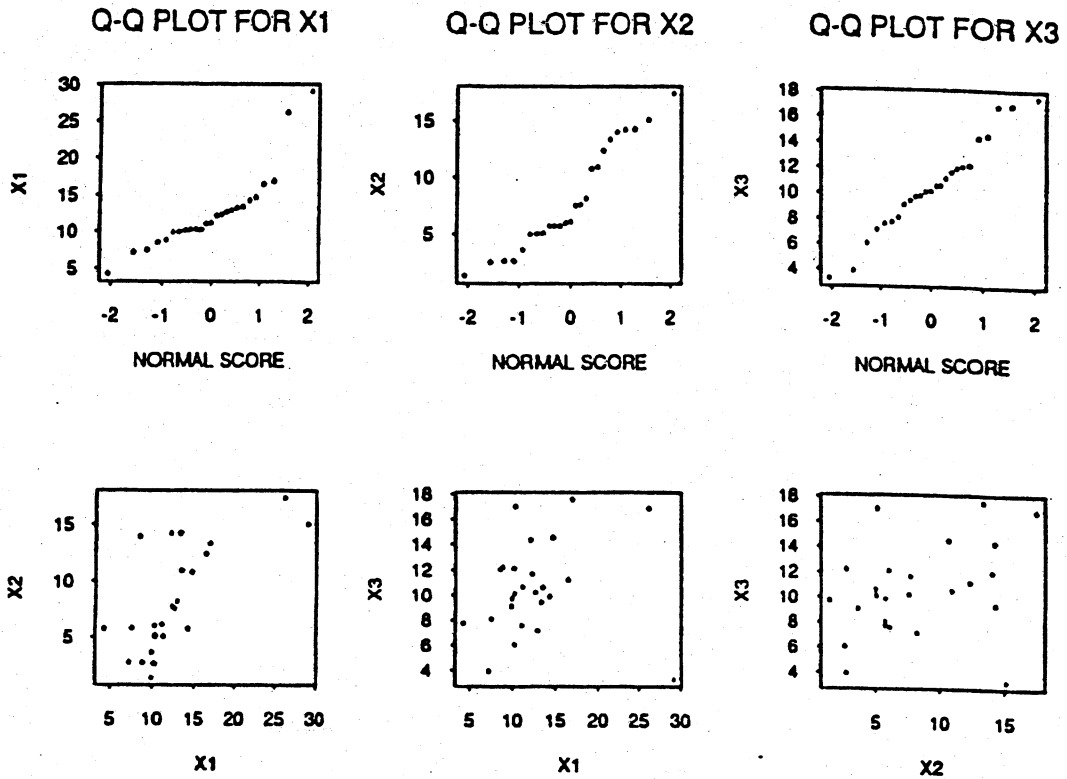 Q-Q PLOT FOR X1
Q-Q PLOT FOR X2
Q-Q PLOT FOR X3
30
25
20
15
10
5
X1
-2 -1 0 1 2
NORMAL SCORE
15
10
5
X2
-2 -1 0 1 2
NORMAL SCORE
18
16
14
12
10
8
6
4
X3
-2 -1 0 1 2
NORMAL SCORE
15
10
5
X2
5 10 15 20 25 30
X1
18
16
14
12
10
8
6
4
X3
5 10 15 20 25 30
X1
18
16
14
12
10
8
6
4
X3
5 10 15
X2